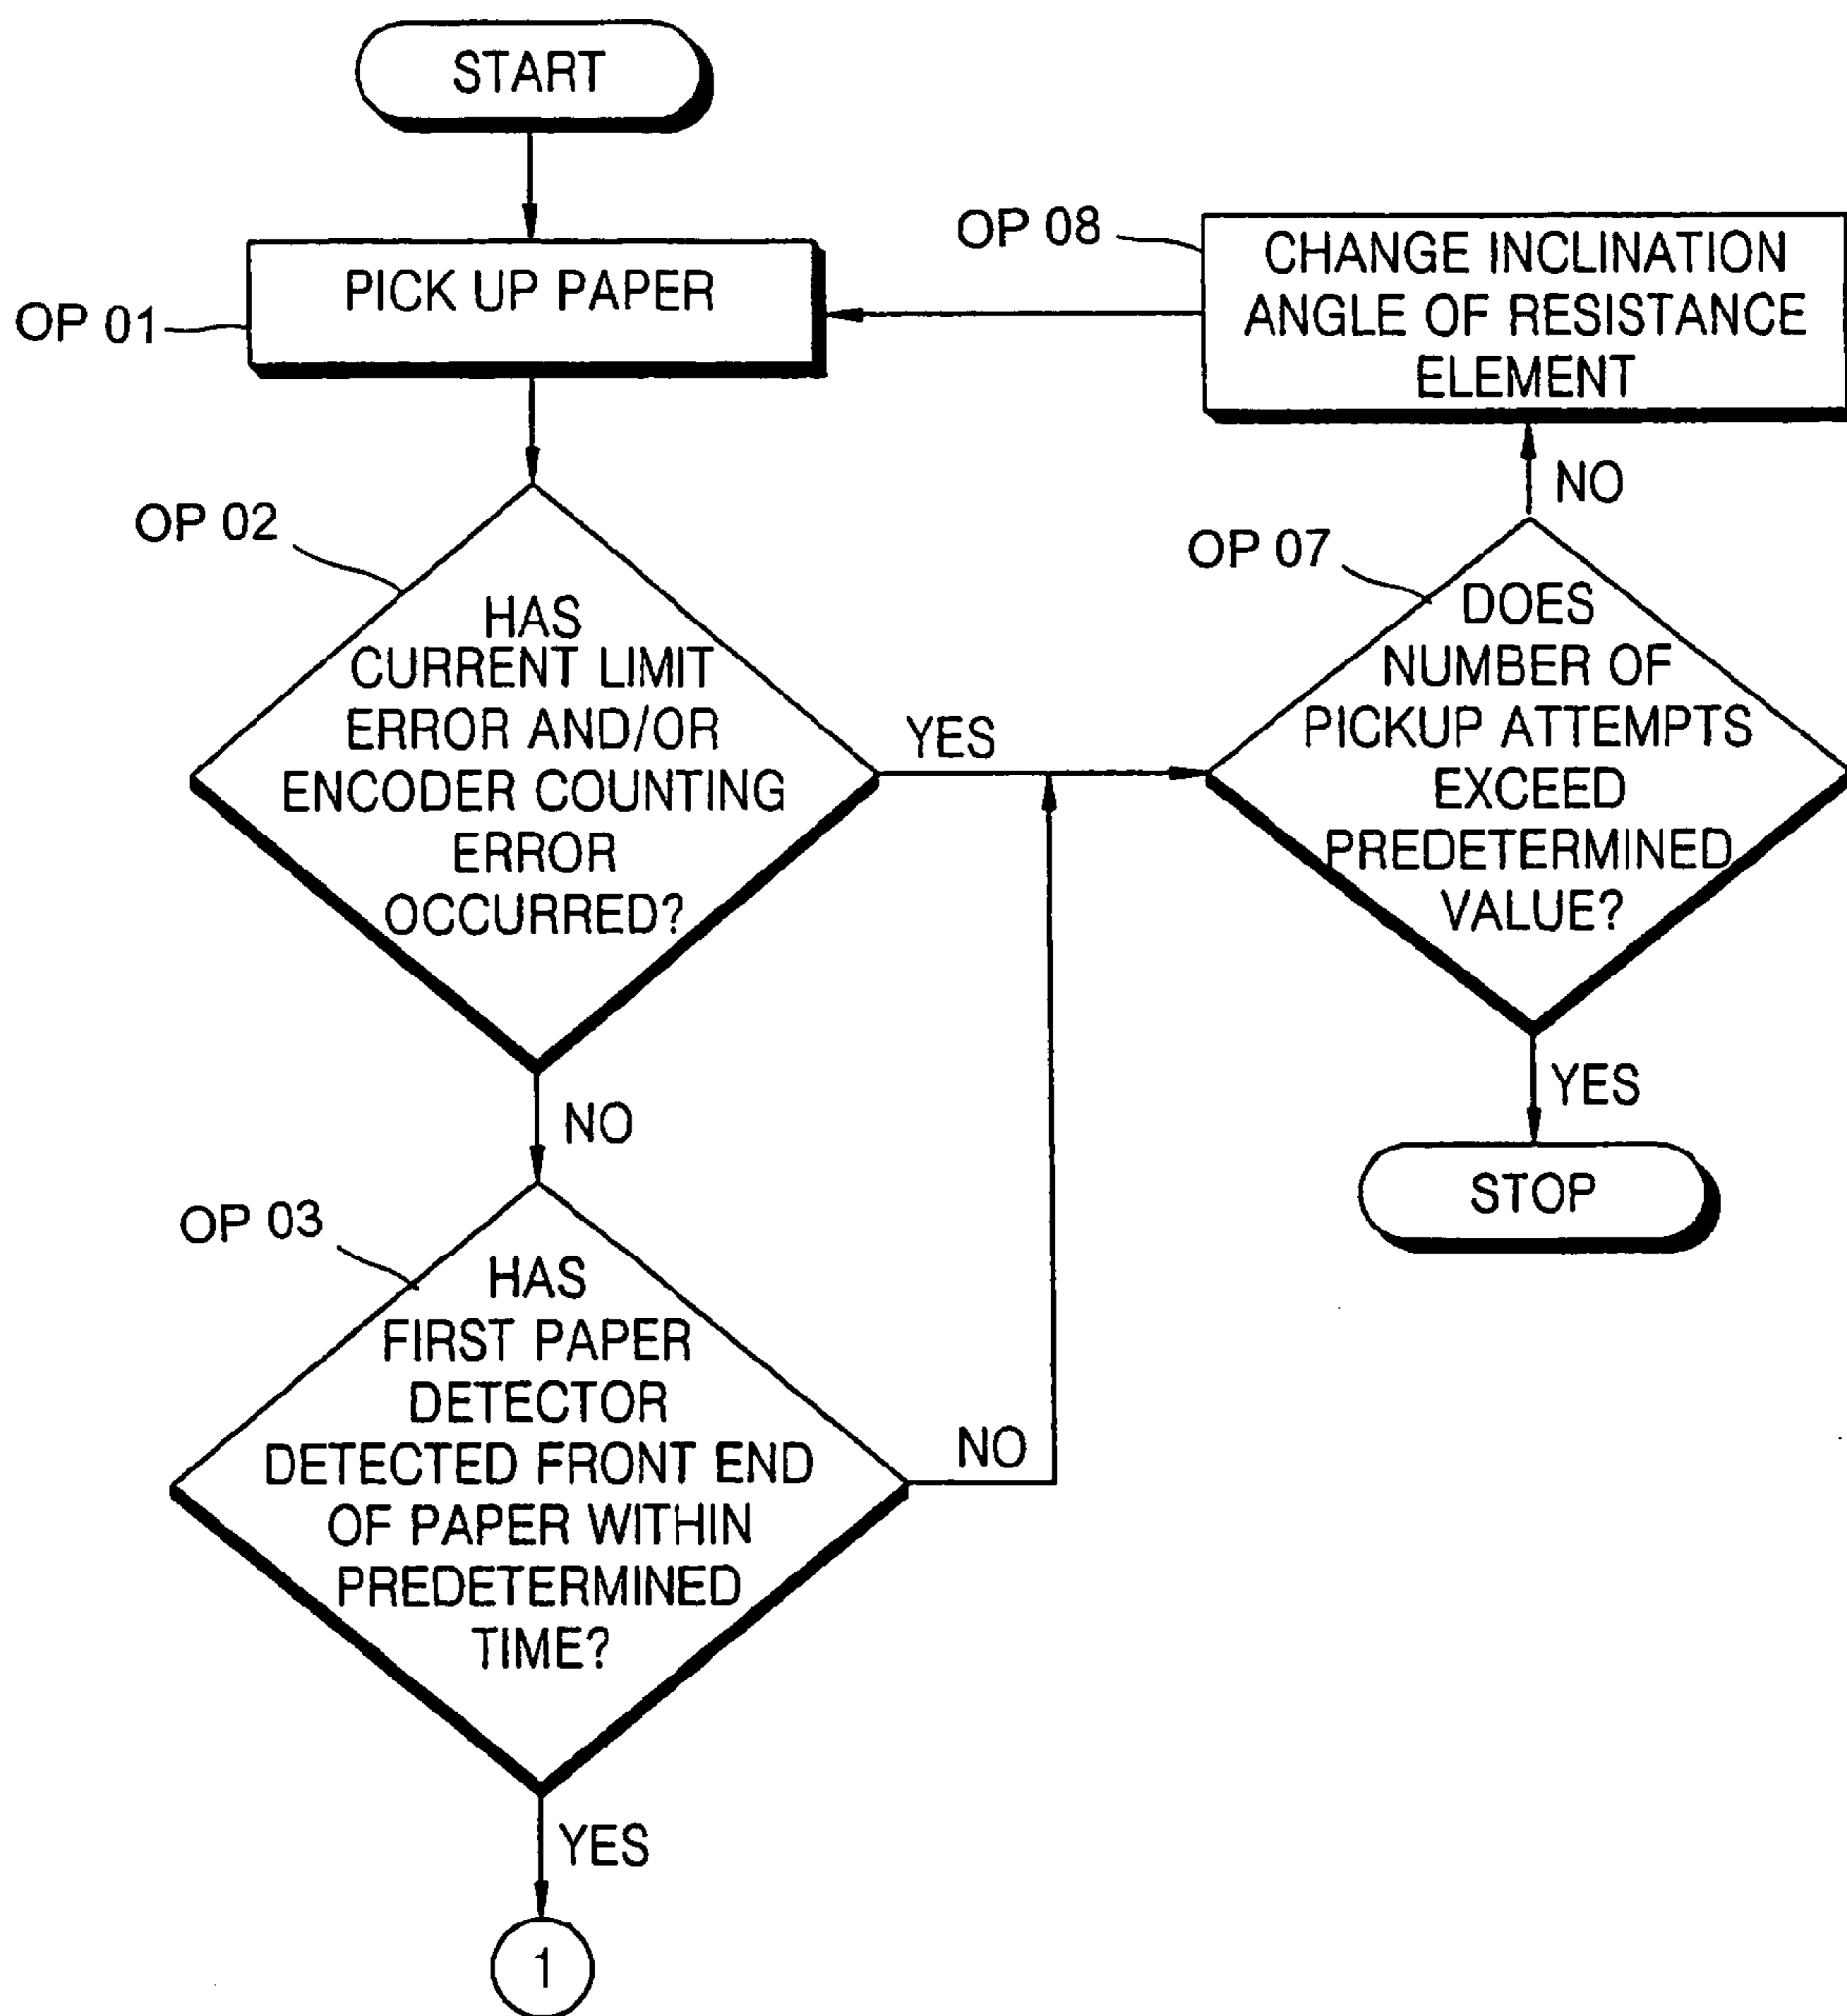 START
OP 01
PICK UP PAPER
OP 08
CHANGE INCLINATION
ANGLE OF RESISTANCE
ELEMENT
OP 02
HAS
CURRENT LIMIT
ERROR AND/OR
ENCODER COUNTING
ERROR
OCCURRED?
YES
NO
OP 07
DOES
NUMBER OF
PICKUP ATTEMPTS
EXCEED
PREDETERMINED
VALUE?
NO
YES
STOP
OP 03
HAS
FIRST PAPER
DETECTOR
DETECTED FRONT END
OF PAPER WITHIN
PREDETERMINED
TIME?
NO
YES
1